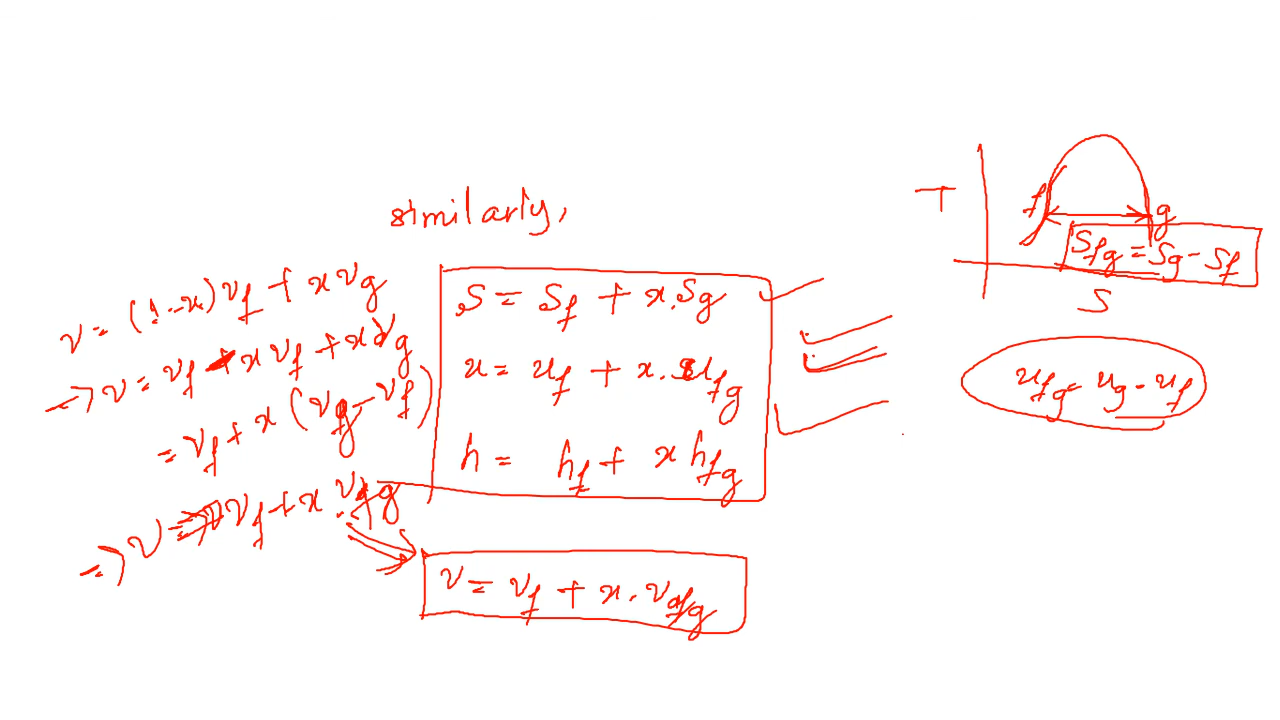 similarly,
v = (1-x) vf + x vg
=> v = vf + x vf + x vg
= vf + x (vg - vf)
=> v = vf + x. vfg
s = sf + x.sg
u = uf + x. ufg
h = hf + x hfg
v = vf + x. vfg
T
f
g
sfg = sg - sf
S
ufg = ug - uf